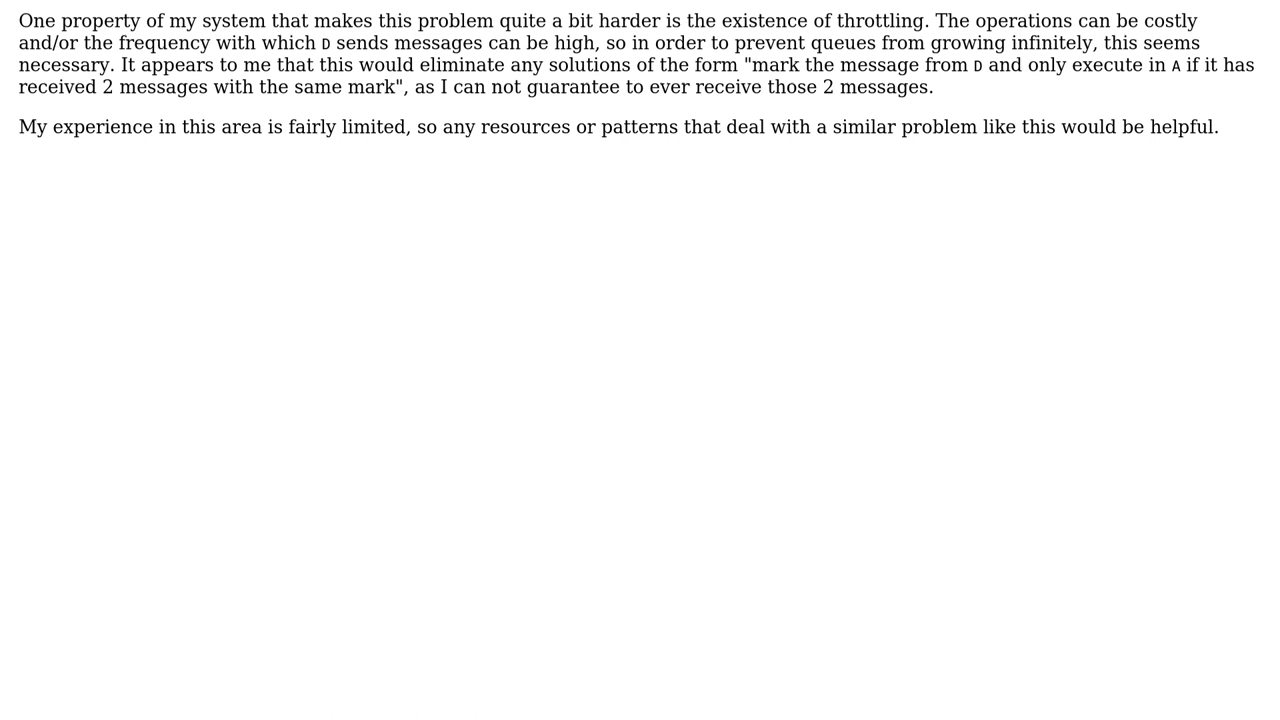 One property of my system that makes this problem quite a bit harder is the existence of throttling. The operations can be costly
and/or the frequency with which D sends messages can be high, so in order to prevent queues from growing infinitely, this seems
necessary. It appears to me that this would eliminate any solutions of the form "mark the message from D and only execute in A if it has
received 2 messages with the same mark", as I can not guarantee to ever receive those 2 messages.
My experience in this area is fairly limited, so any resources or patterns that deal with a similar problem like this would be helpful.